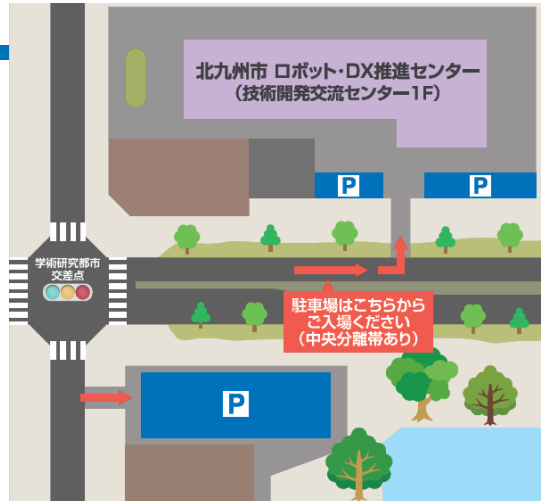 北九州市 ロボット・DX推進センター
（技術開発交流センター1F）
P
P
学術研究都市
交差点
駐車場はこちらから
ご入場ください
（中央分離帯あり）
P